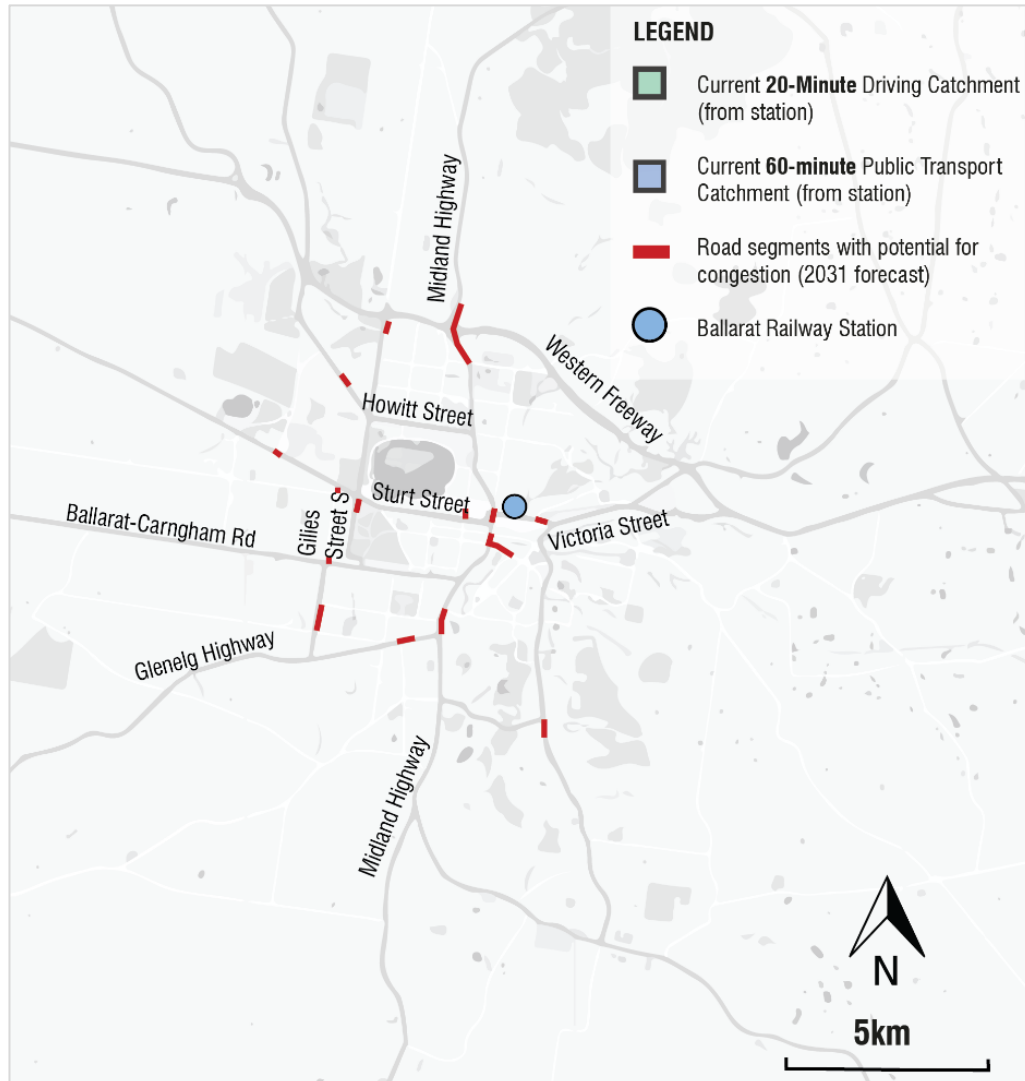 LEGEND
Current 20-Minute Driving Catchment
(from station)
Current 60-minute Public Transport
Catchment (from station)
Road segments with potential for
congestion (2031 forecast)
Ballarat Railway Station
Midland Highway
Western Freeway
Howitt Street
Sturt Street
Victoria Street
Ballarat-Carngham Rd
Gilies
Street S
Glenelg Highway
Midland Highway
N
5km